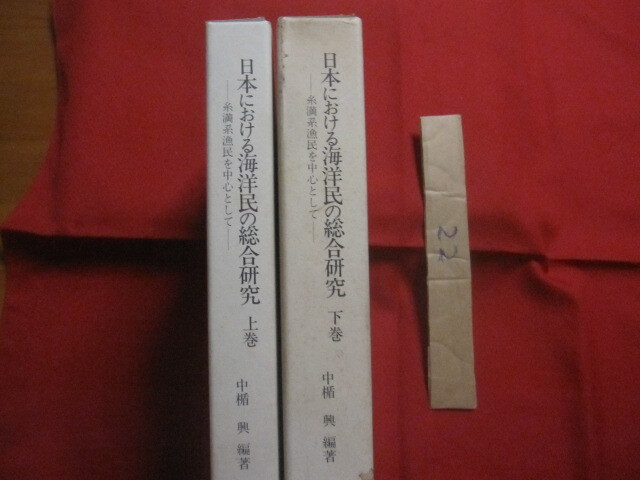 日本における海洋民の総合研究 上巻
──糸満系漁民を中心として──
中楯 興 編著
日本における海洋民の総合研究 下巻
──糸満系漁民を中心として──
中楯 興 編著
22